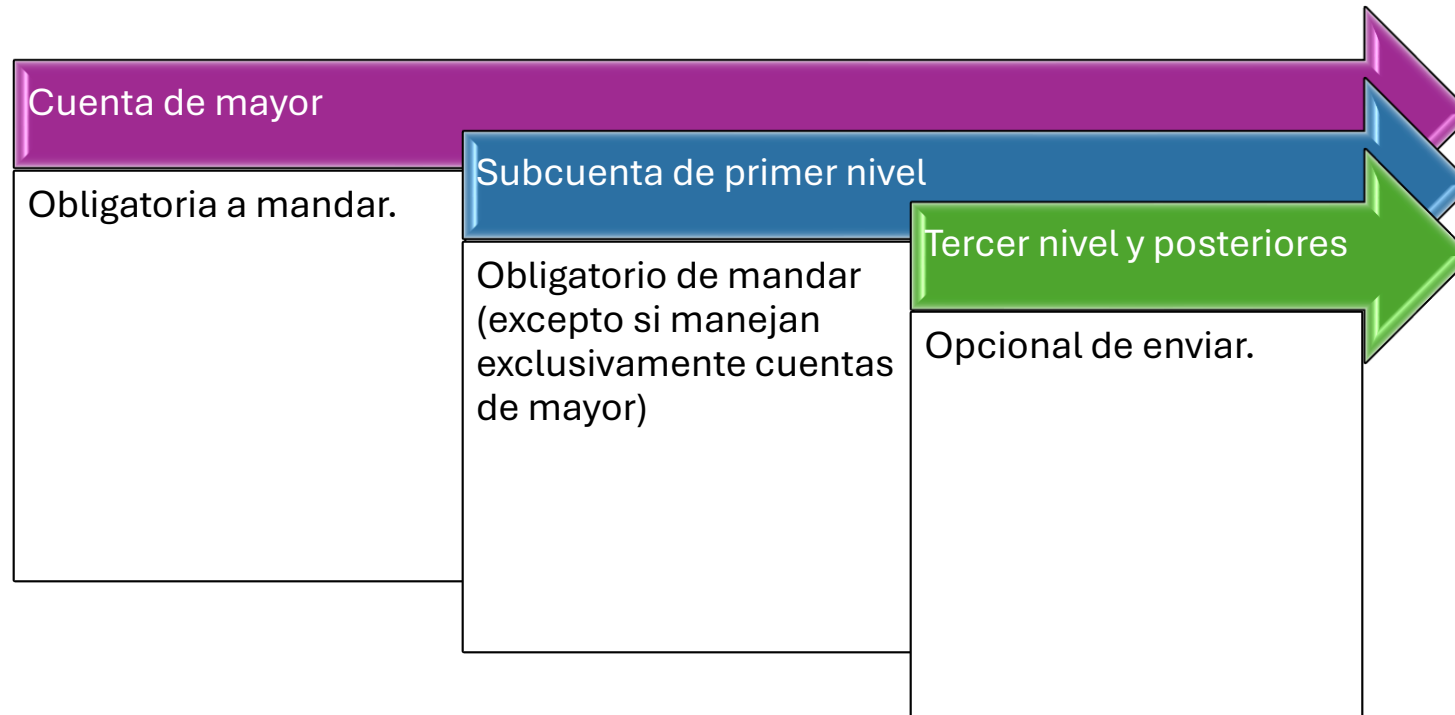 Cuenta de mayor
Obligatoria a mandar.
Subcuenta de primer nivel
Obligatorio de mandar
(excepto si manejan
exclusivamente cuentas
de mayor)
Tercer nivel y posteriores
Opcional de enviar.